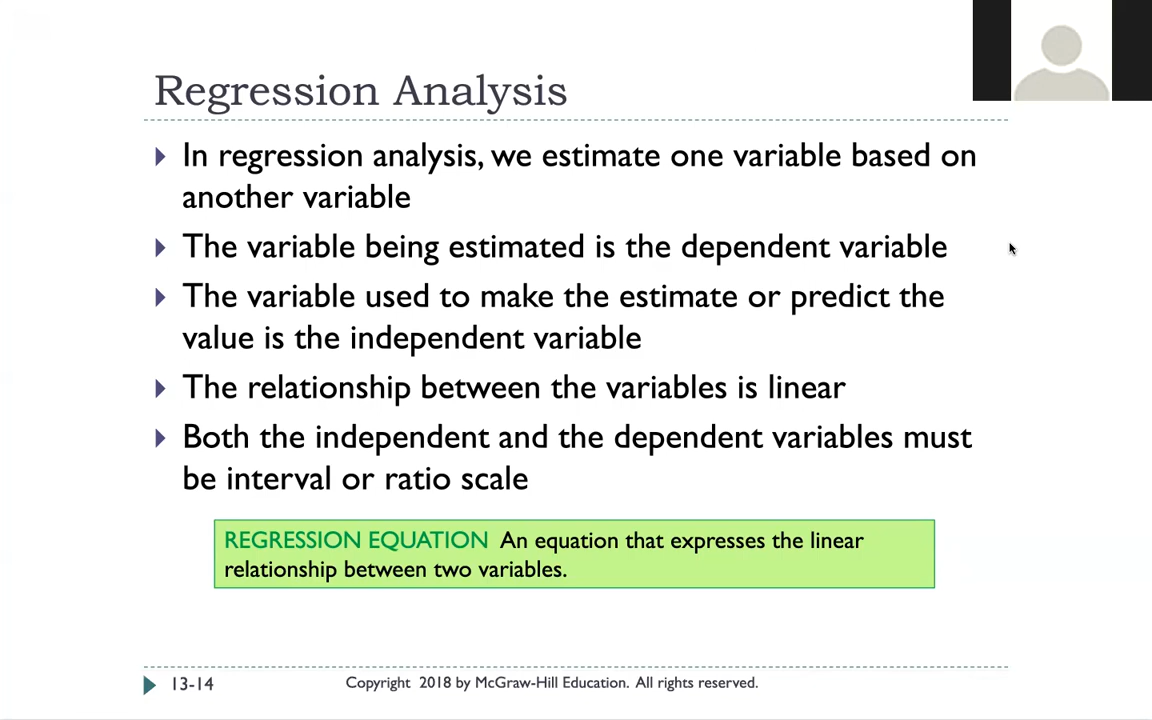 Regression Analysis
In regression analysis, we estimate one variable based on
another variable
The variable being estimated is the dependent variable
The variable used to make the estimate or predict the
value is the independent variable
The relationship between the variables is linear
Both the independent and the dependent variables must
be interval or ratio scale
REGRESSION EQUATION An equation that expresses the linear
relationship between two variables.
13-14 Copyright 2018 by McGraw-Hill Education. All rights reserved.